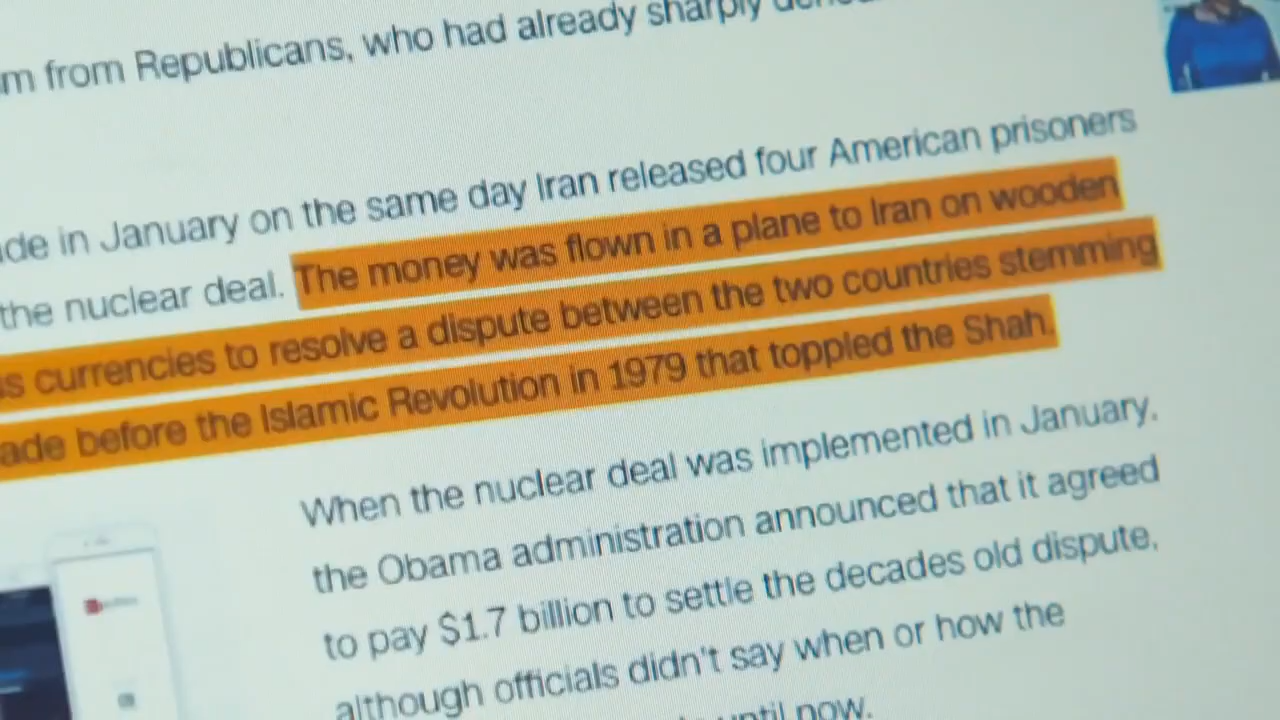 m from Republicans, who had already sharply
de in January on the same day Iran released four American prisoners
the nuclear deal. The money was flown in a plane to Iran on wooden
s currencies to resolve a dispute between the two countries stemming
ade before the Islamic Revolution in 1979 that toppled the Shah.
When the nuclear deal was implemented in January,
the Obama administration announced that it agreed
to pay $1.7 billion to settle the decades old dispute,
although officials didn't say when or how the
until now.